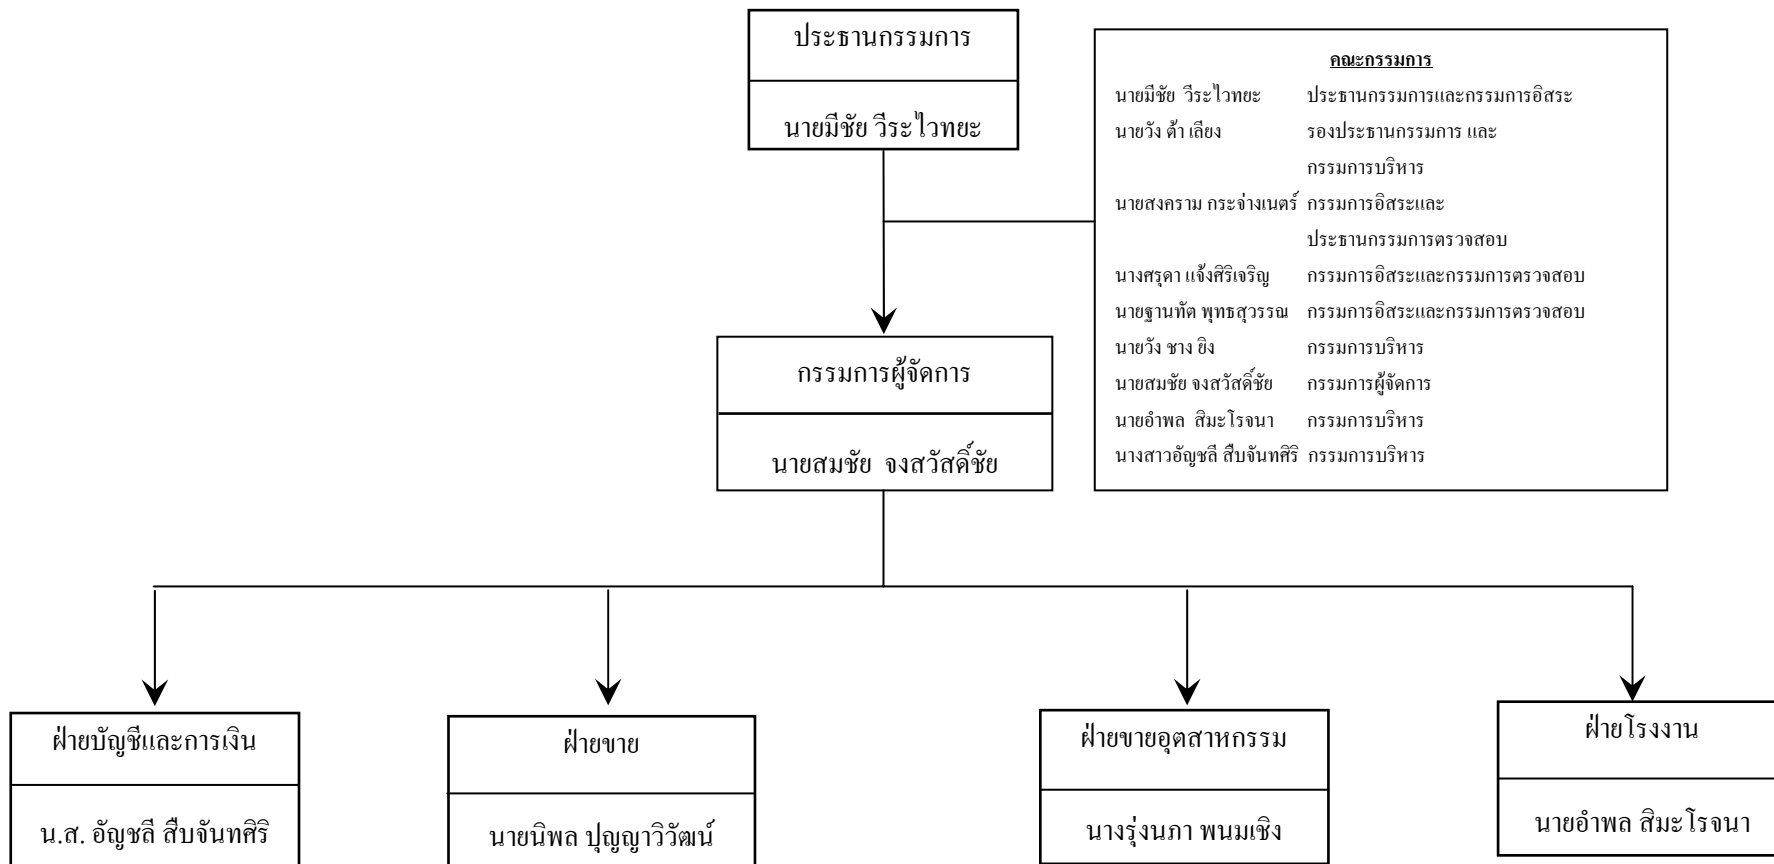 ประธานกรรมการ
นายมีชัย วีระไวทยะ
คณะกรรมการ
นายมีชัย วีระไวทยะ ประธานกรรมการและกรรมการอิสระ
นายวัง ต้า เลียง รองประธานกรรมการ และ
กรรมการบริหาร
นายสงคราม กระจ่างเนตร์ กรรมการอิสระและ
ประธานกรรมการตรวจสอบ
นางศรุดา แจ้งศิริเจริญ กรรมการอิสระและกรรมการตรวจสอบ
นายฐานทัต พุทธสุวรรณ กรรมการอิสระและกรรมการตรวจสอบ
นายวัง ชาง ยิง กรรมการบริหาร
นายสมชัย จงสวัสดิ์ชัย กรรมการผู้จัดการ
นายอำพล สิมะโรจนา กรรมการบริหาร
นางสาวอัญชลี สืบจันทศิริ กรรมการบริหาร
กรรมการผู้จัดการ
นายสมชัย จงสวัสดิ์ชัย
ฝ่ายบัญชีและการเงิน
น.ส. อัญชลี สืบจันทศิริ
ฝ่ายขาย
นายนิพล ปุญญาวิวัฒน์
ฝ่ายขายอุตสาหกรรม
นางรุ่งนภา พนมเชิง
ฝ่ายโรงงาน
นายอำพล สิมะโรจนา